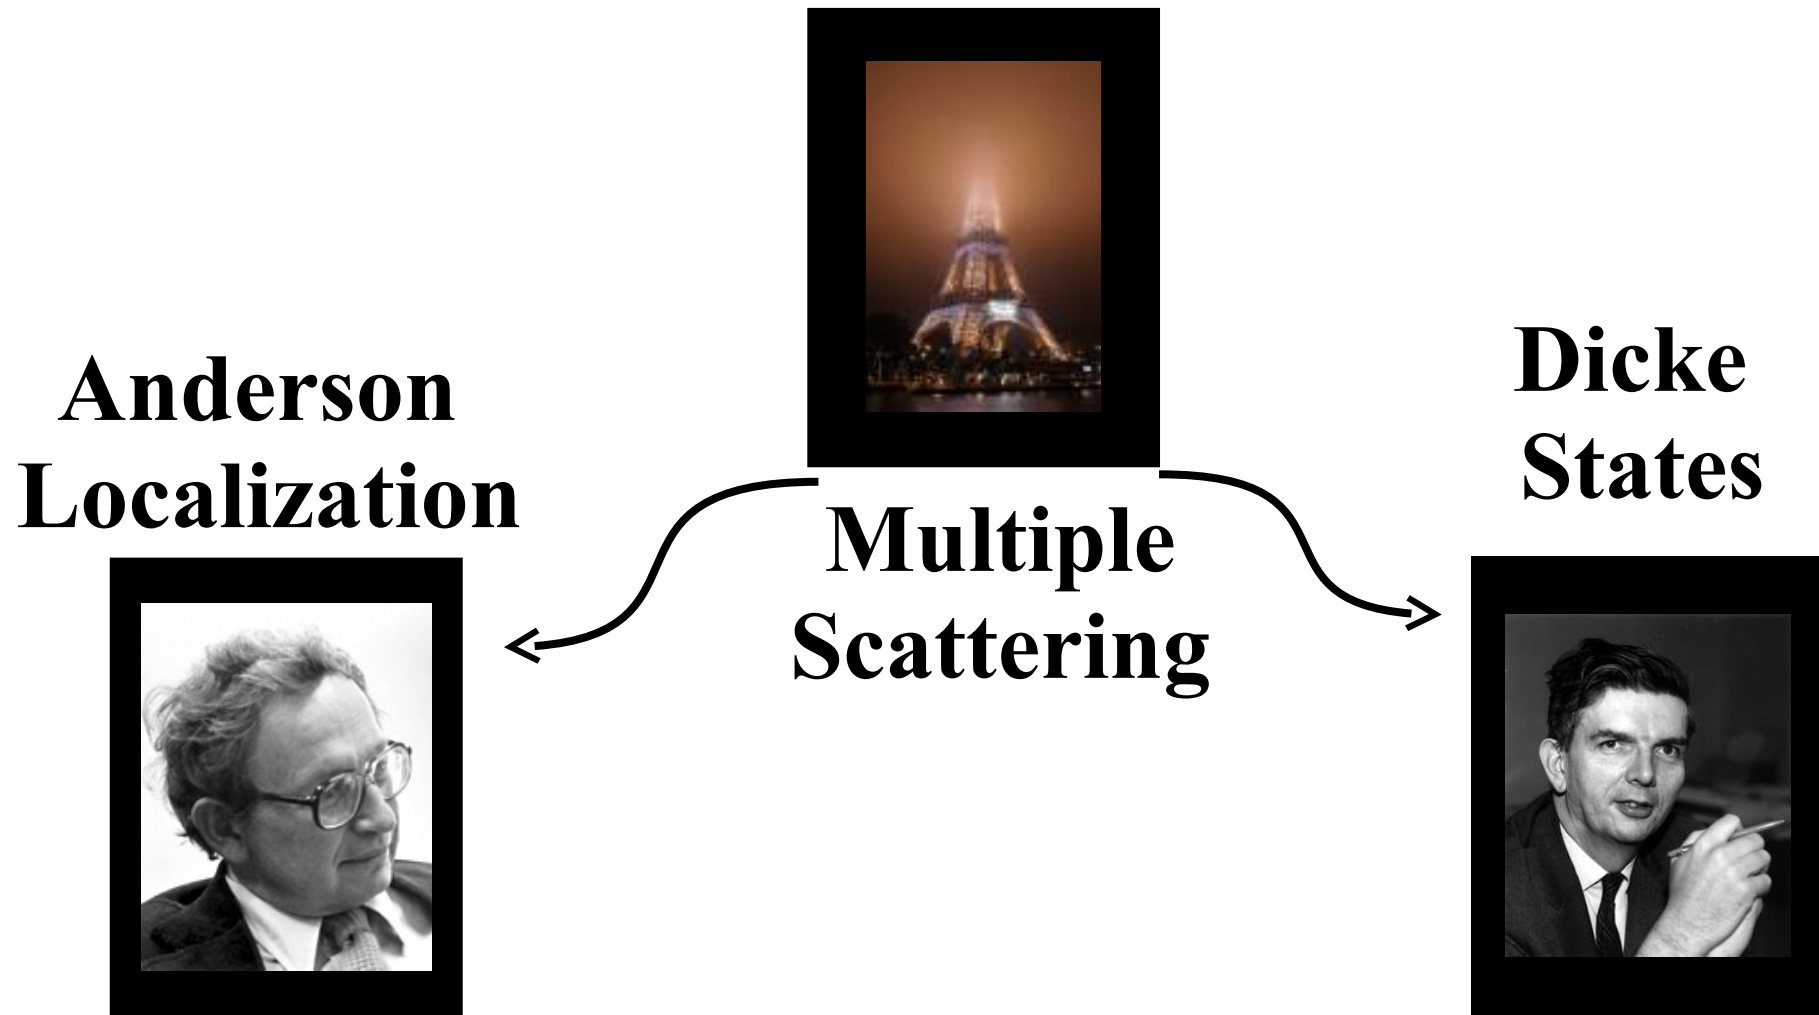 Anderson
Localization
Multiple
Scattering
Dicke
States